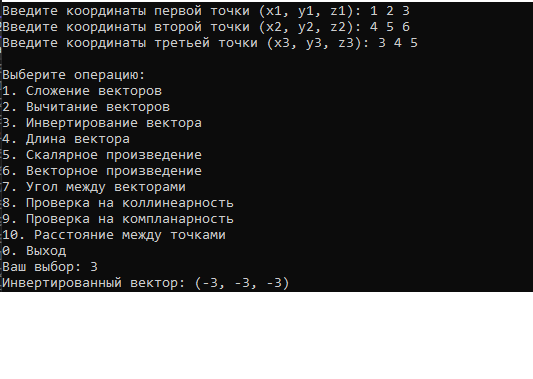 Введите координаты первой точки (x1, y1, z1): 1 2 3
Введите координаты второй точки (x2, y2, z2): 4 5 6
Введите координаты третьей точки (x3, y3, z3): 3 4 5
Выберите операцию:
1. Сложение векторов
2. Вычитание векторов
3. Инвертирование вектора
4. Длина вектора
5. Скалярное произведение
6. Векторное произведение
7. Угол между векторами
8. Проверка на коллинеарность
9. Проверка на компланарность
10. Расстояние между точками
0. Выход
Ваш выбор: 3
Инвертированный вектор: (-3, -3, -3)